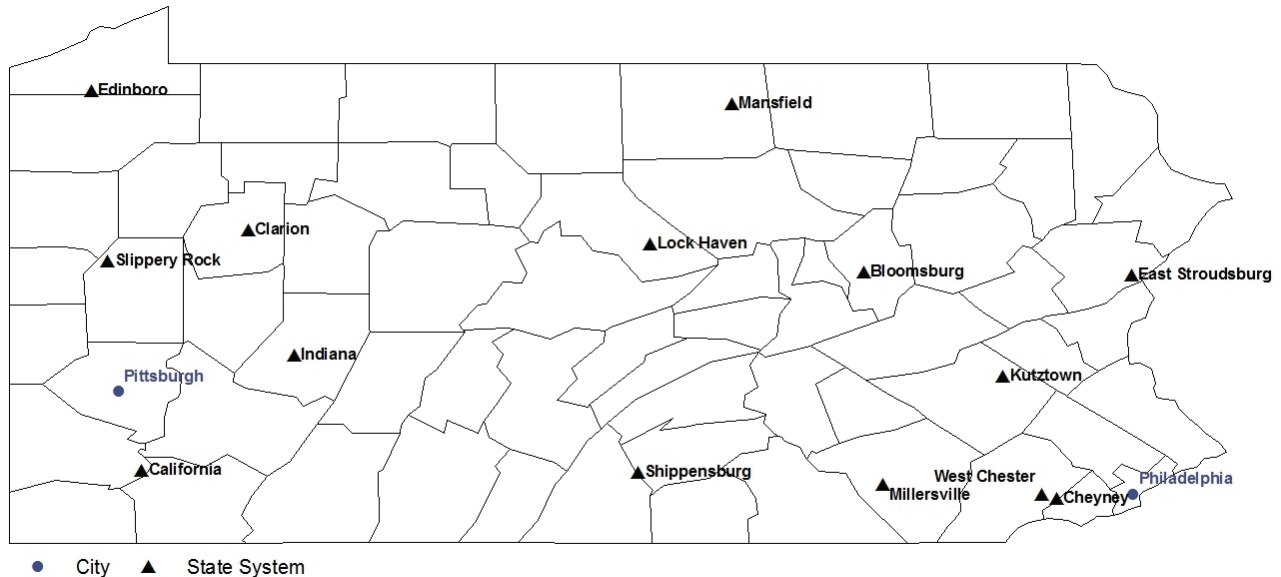 Edinboro
Mansfield
Clarion
Lock Haven
Slippery Rock
Bloomsburg
East Stroudsburg
Indiana
Pittsburgh
Kutztown
California
Shippensburg
West Chester
Philadelphia
Millersville
Cheyney
City
State System